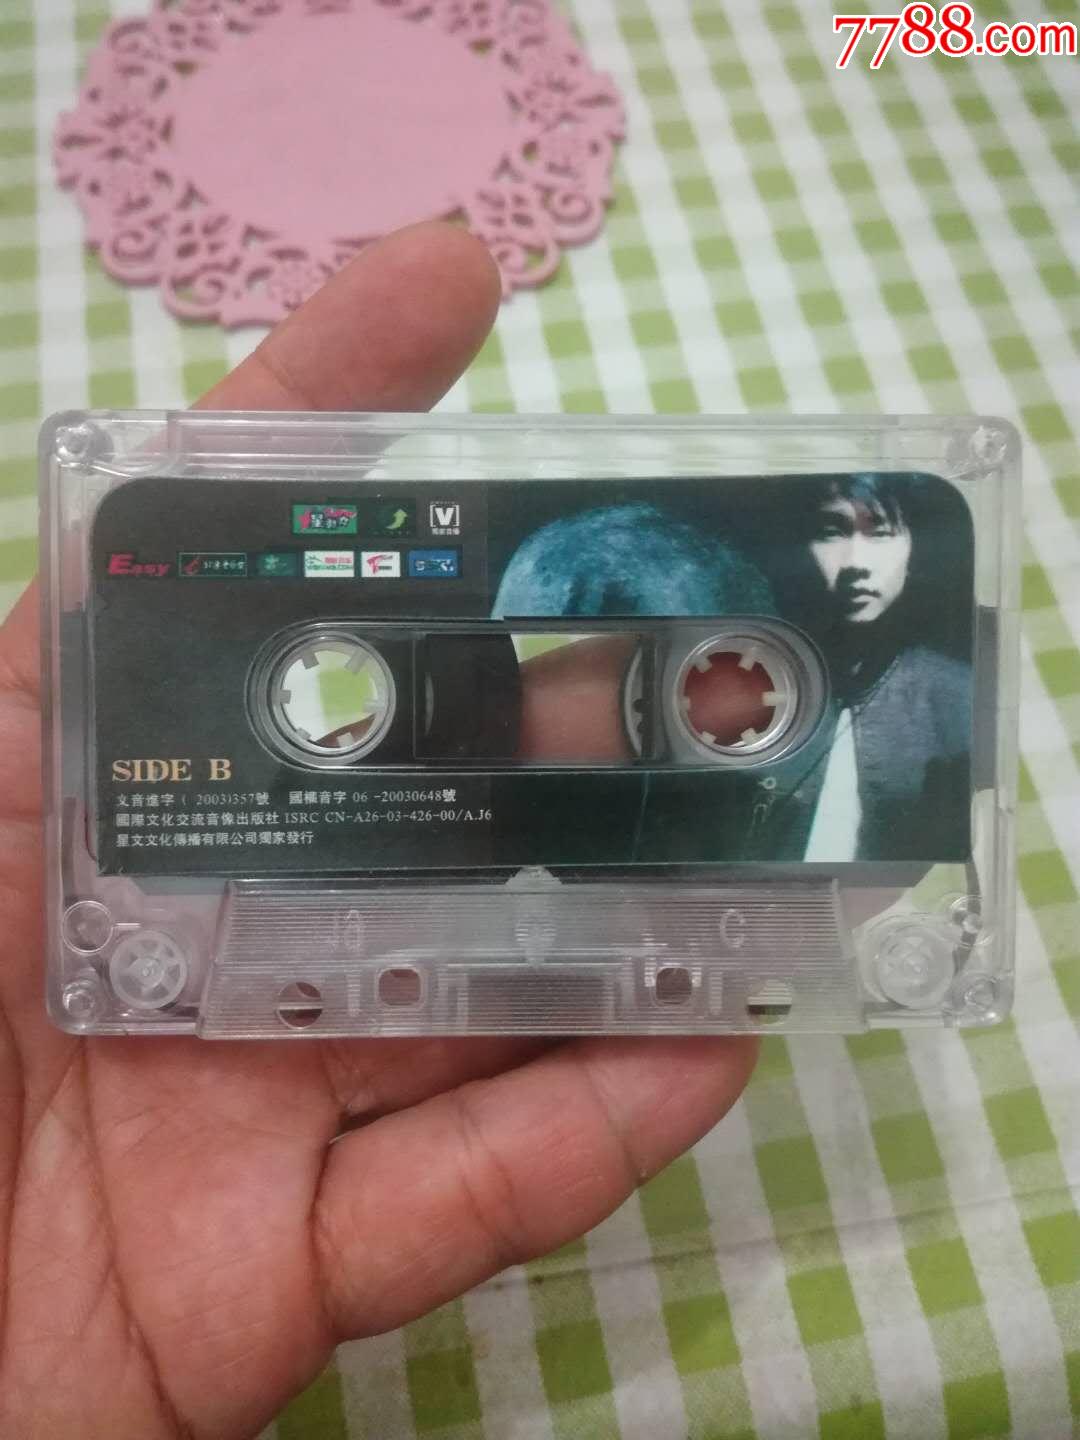 7788.com
[V]
Easy
SIDE B
文音進字 ( 2003)357號 國權音字 06 -20030648號
國際文化交流音像出版社 ISRC CN-A26-03-426-00/A.J6
星文文化傳播有限公司獨家發行
C